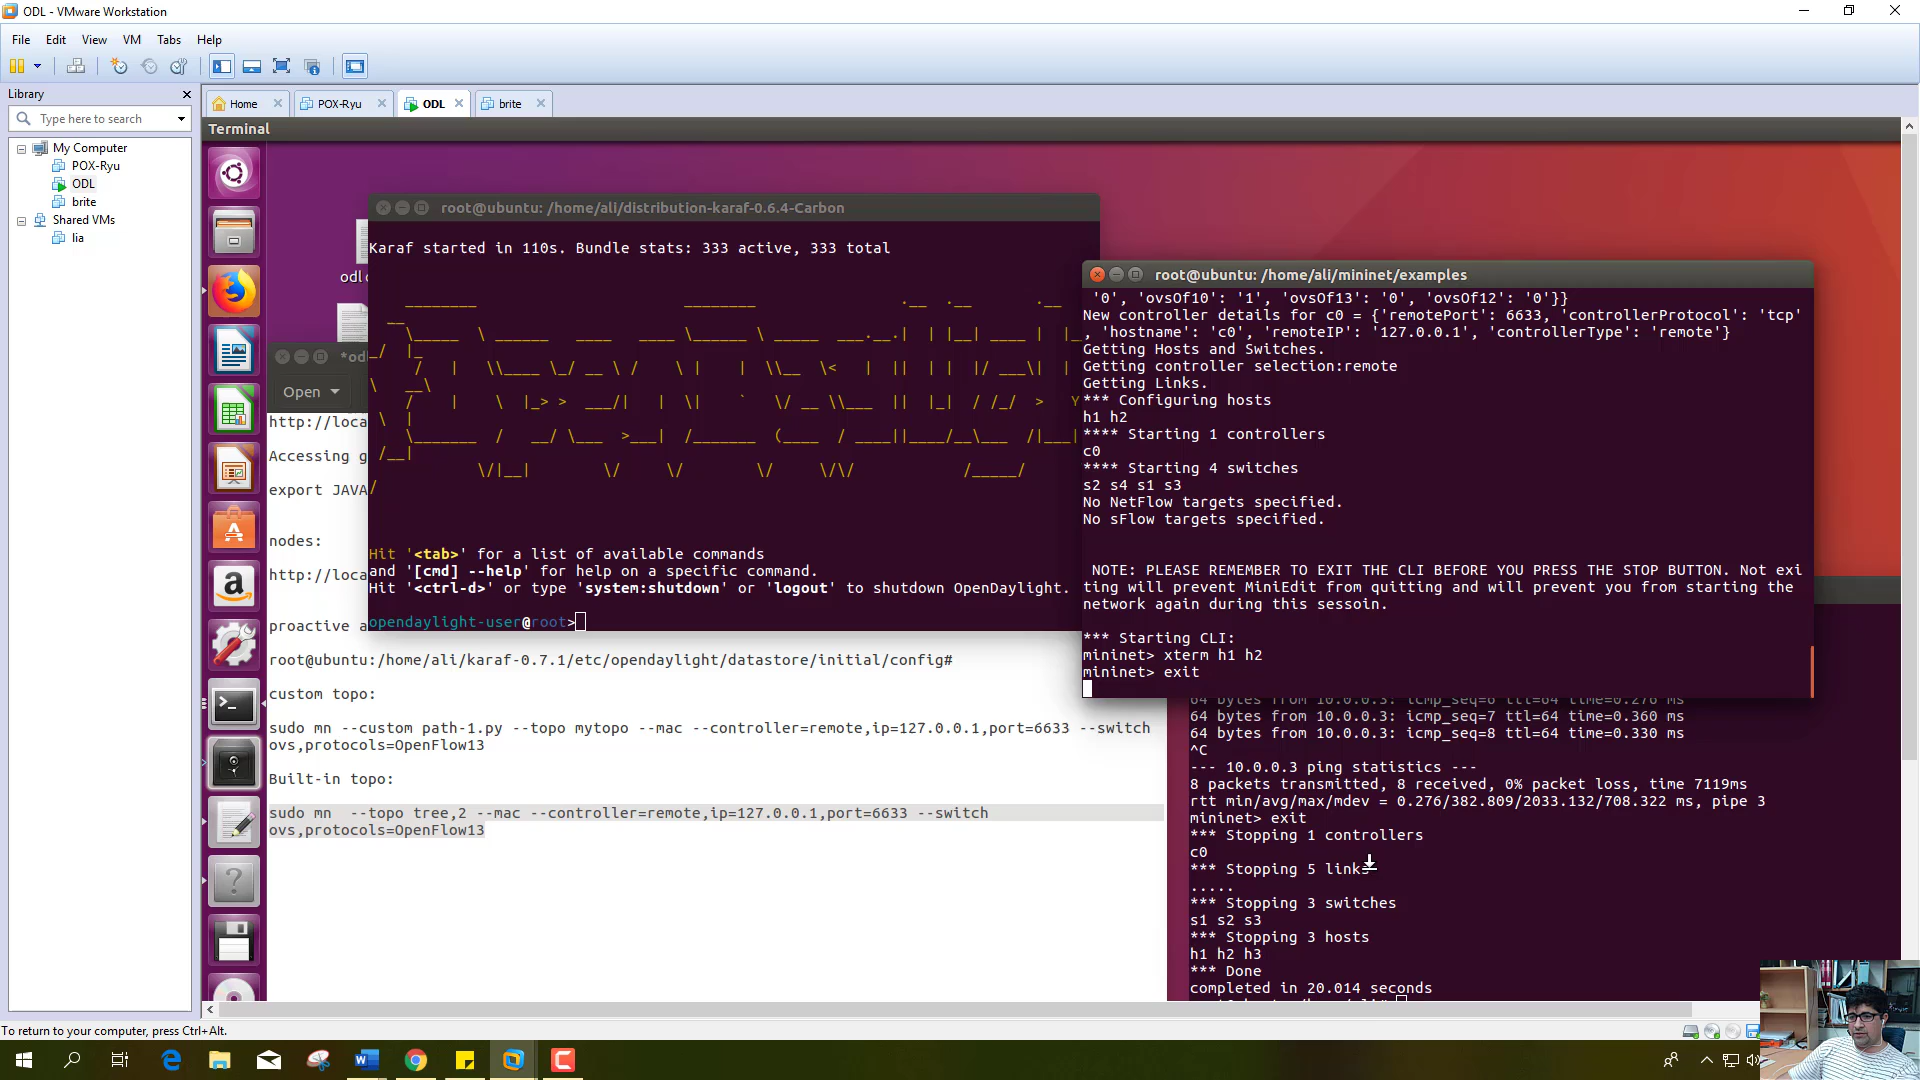 ODL - VMware Workstation
File Edit View VM Tabs Help
Library
Type here to search
My Computer
POX-Ryu
ODL
brite
Shared VMs
lia
Home POX-Ryu ODL brite
Terminal
root@ubuntu: /home/ali/distribution-karaf-0.6.4-Carbon
Karaf started in 110s. Bundle stats: 333 active, 333 total
Hit '<tab>' for a list of available commands
and '[cmd] --help' for help on a specific command.
Hit '<ctrl-d>' or type 'system:shutdown' or 'logout' to shutdown OpenDaylight.
opendaylight-user@root>
odl
*odl
Open
http://loca
Accessing g
export JAVA
nodes:
http://loca
proactive a
root@ubuntu:/home/ali/karaf-0.7.1/etc/opendaylight/datastore/initial/config#
custom topo:
sudo mn --custom path-1.py --topo mytopo --mac --controller=remote,ip=127.0.0.1,port=6633 --switch
ovs,protocols=OpenFlow13
Built-in topo:
sudo mn  --topo tree,2 --mac --controller=remote,ip=127.0.0.1,port=6633 --switch
ovs,protocols=OpenFlow13
root@ubuntu: /home/ali/mininet/examples
'0', 'ovsOf10': '1', 'ovsOf13': '0', 'ovsOf12': '0'}}
New controller details for c0 = {'remotePort': 6633, 'controllerProtocol': 'tcp'
, 'hostname': 'c0', 'remoteIP': '127.0.0.1', 'controllerType': 'remote'}
Getting Hosts and Switches.
Getting controller selection:remote
Getting Links.
*** Configuring hosts
h1 h2
**** Starting 1 controllers
c0
**** Starting 4 switches
s2 s4 s1 s3
No NetFlow targets specified.
No sFlow targets specified.
NOTE: PLEASE REMEMBER TO EXIT THE CLI BEFORE YOU PRESS THE STOP BUTTON. Not exi
ting will prevent MiniEdit from quitting and will prevent you from starting the
network again during this sessoin.
*** Starting CLI:
mininet> xterm h1 h2
mininet> exit
64 bytes from 10.0.0.3: icmp_seq=6 ttl=64 time=0.276 ms
64 bytes from 10.0.0.3: icmp_seq=7 ttl=64 time=0.360 ms
64 bytes from 10.0.0.3: icmp_seq=8 ttl=64 time=0.330 ms
^C
--- 10.0.0.3 ping statistics ---
8 packets transmitted, 8 received, 0% packet loss, time 7119ms
rtt min/avg/max/mdev = 0.276/382.809/2033.132/708.322 ms, pipe 3
mininet> exit
*** Stopping 1 controllers
c0
*** Stopping 5 links
.....
*** Stopping 3 switches
s1 s2 s3
*** Stopping 3 hosts
h1 h2 h3
*** Done
completed in 20.014 seconds
To return to your computer, press Ctrl+Alt.